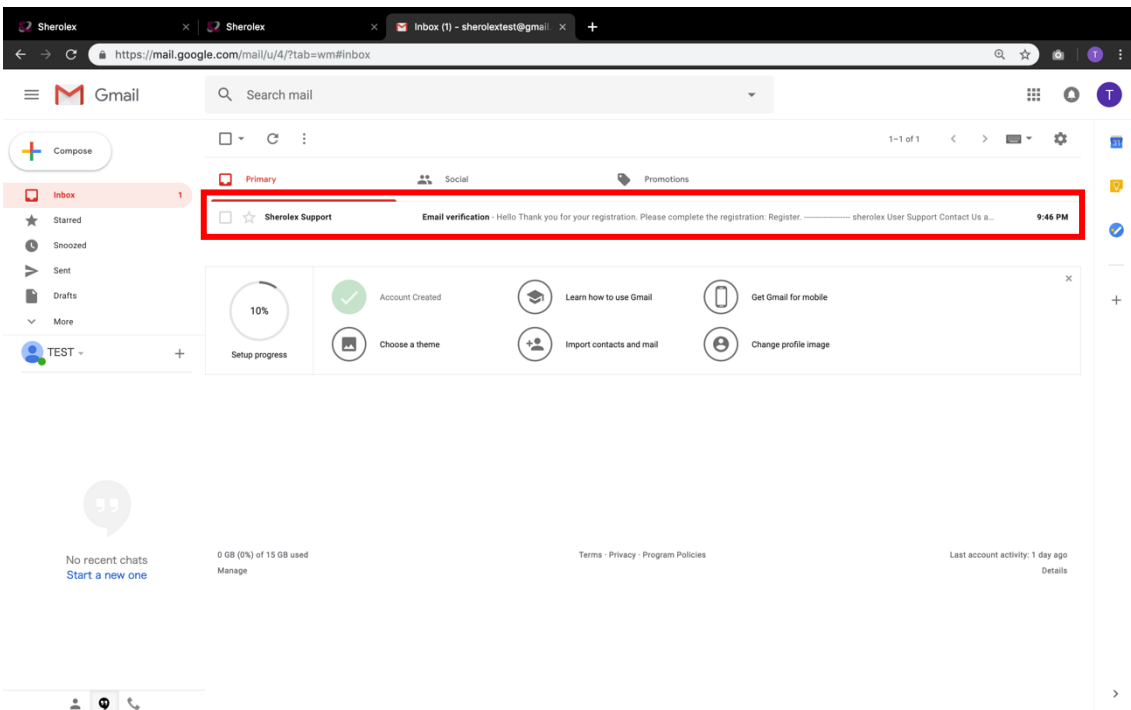 Sherolex
Sherolex
Inbox (1) - sherolextest@gmail.
https://mail.google.com/mail/u/4/?tab=wm#inbox
T
Gmail
Search mail
T
Compose
1–1 of 1
31
Primary
Social
Promotions
Inbox 1
Sherolex Support Email verification - Hello Thank you for your registration. Please complete the registration: Register. ---------------------- sherolex User Support Contact Us a... 9:46 PM
Starred
Snoozed
Sent
Drafts
More
TEST
10%
Setup progress
Account Created
Learn how to use Gmail
Get Gmail for mobile
Choose a theme
Import contacts and mail
Change profile image
No recent chats
Start a new one
0 GB (0%) of 15 GB used
Manage
Terms · Privacy · Program Policies
Last account activity: 1 day ago
Details